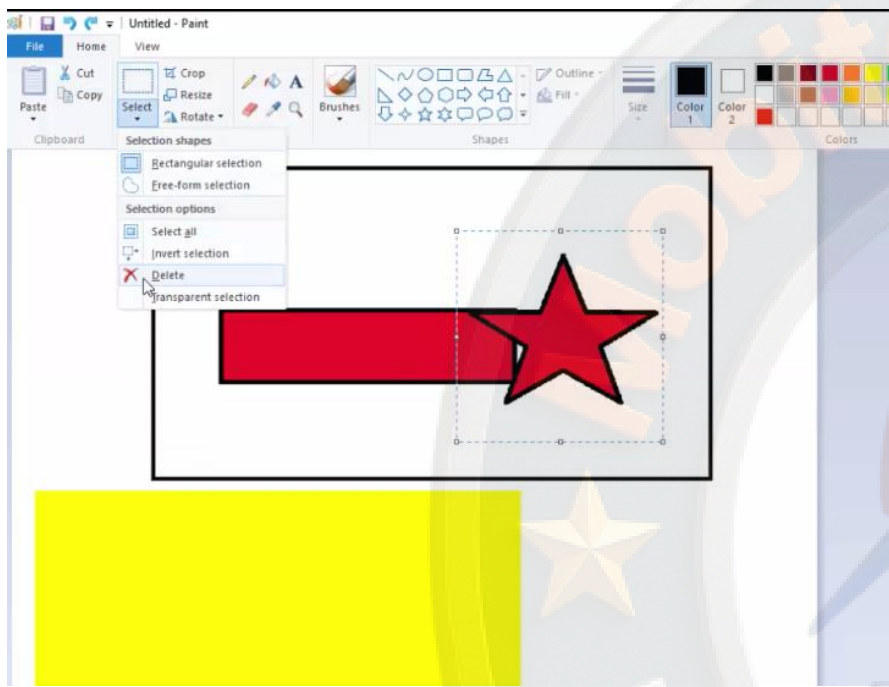 Untitled - Paint
File Home View
Cut
Copy
Paste
Clipboard
Select
Crop
Resize
Rotate
A
Brushes
Shapes
Outline
Fill
Size
Color 1
Color 2
Colors
Selection shapes
Rectangular selection
Free-form selection
Selection options
Select all
Invert selection
Delete
Transparent selection
Mobit